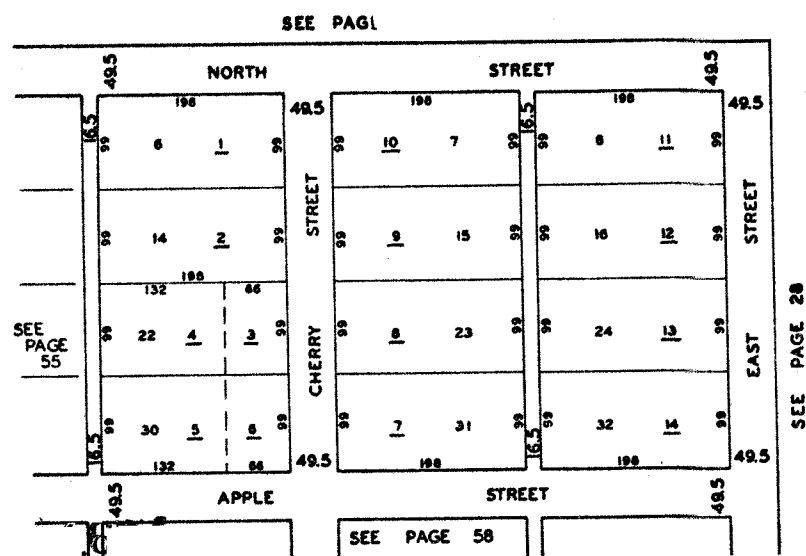 SEE PAGE
49.5 NORTH STREET 49.5
198 49.5 198 198 49.5
16.5 16.5
99 6 1 99 99 10 7 99 99 8 11 99
STREET STREET
99 14 2 99 99 9 15 99 99 16 12 99
198
132 66
SEE PAGE 28
SEE
PAGE
55
99 22 4 3 99 99 8 23 99 99 24 13 99
CHERRY EAST
99 30 5 6 99 99 7 31 99 99 32 14 99
16.5 16.5
132 66 49.5 198 198 49.5
49.5 APPLE STREET 49.5
SEE PAGE 58